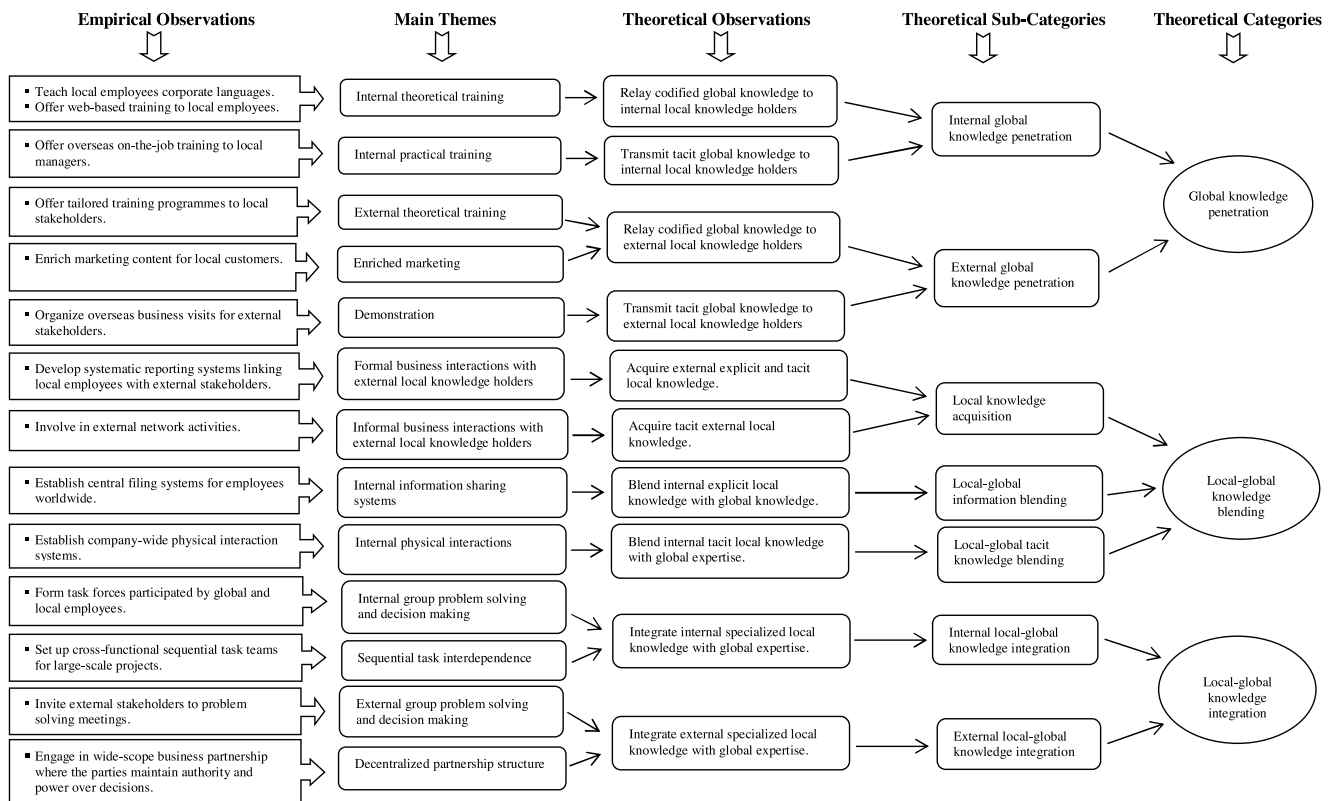 Empirical Observations
Main Themes
Theoretical Observations
Theoretical Sub-Categories
Theoretical Categories
▪ Teach local employees corporate languages.
▪ Offer web-based training to local employees.
Internal theoretical training
Relay codified global knowledge to
internal local knowledge holders
Internal global
knowledge penetration
▪ Offer overseas on-the-job training to local
managers.
Internal practical training
Transmit tacit global knowledge to
internal local knowledge holders
Global knowledge
penetration
▪ Offer tailored training programmes to local
stakeholders.
External theoretical training
Relay codified global knowledge to
external local knowledge holders
▪ Enrich marketing content for local customers.
Enriched marketing
External global
knowledge penetration
▪ Organize overseas business visits for external
stakeholders.
Demonstration
Transmit tacit global knowledge to
external local knowledge holders
▪ Develop systematic reporting systems linking
local employees with external stakeholders.
Formal business interactions with
external local knowledge holders
Acquire external explicit and tacit
local knowledge.
Local knowledge
acquisition
▪ Involve in external network activities.
Informal business interactions with
external local knowledge holders
Acquire tacit external local
knowledge.
▪ Establish central filing systems for employees
worldwide.
Internal information sharing
systems
Blend internal explicit local
knowledge with global knowledge.
Local-global
information blending
Local-global
knowledge
blending
▪ Establish company-wide physical interaction
systems.
Internal physical interactions
Blend internal tacit local knowledge
with global expertise.
Local-global tacit
knowledge blending
▪ Form task forces participated by global and
local employees.
Internal group problem solving
and decision making
Integrate internal specialized local
knowledge with global expertise.
Internal local-global
knowledge integration
▪ Set up cross-functional sequential task teams
for large-scale projects.
Sequential task interdependence
Local-global
knowledge
integration
▪ Invite external stakeholders to problem
solving meetings.
External group problem solving
and decision making
Integrate external specialized local
knowledge with global expertise.
External local-global
knowledge integration
▪ Engage in wide-scope business partnership
where the parties maintain authority and
power over decisions.
Decentralized partnership structure